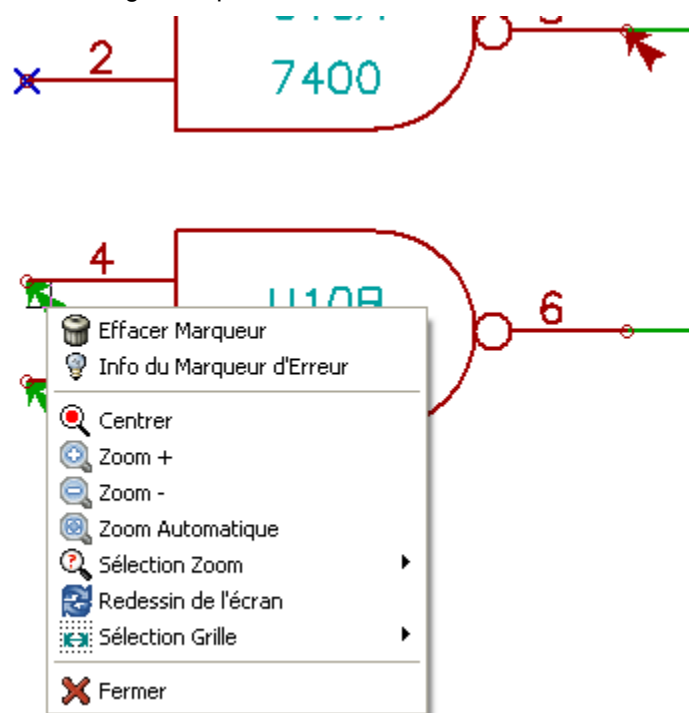 2
7400
4
U10B
6
Effacer Marqueur
Info du Marqueur d'Erreur
Centrer
Zoom +
Zoom -
Zoom Automatique
Sélection Zoom
Redessin de l'écran
Sélection Grille
Fermer